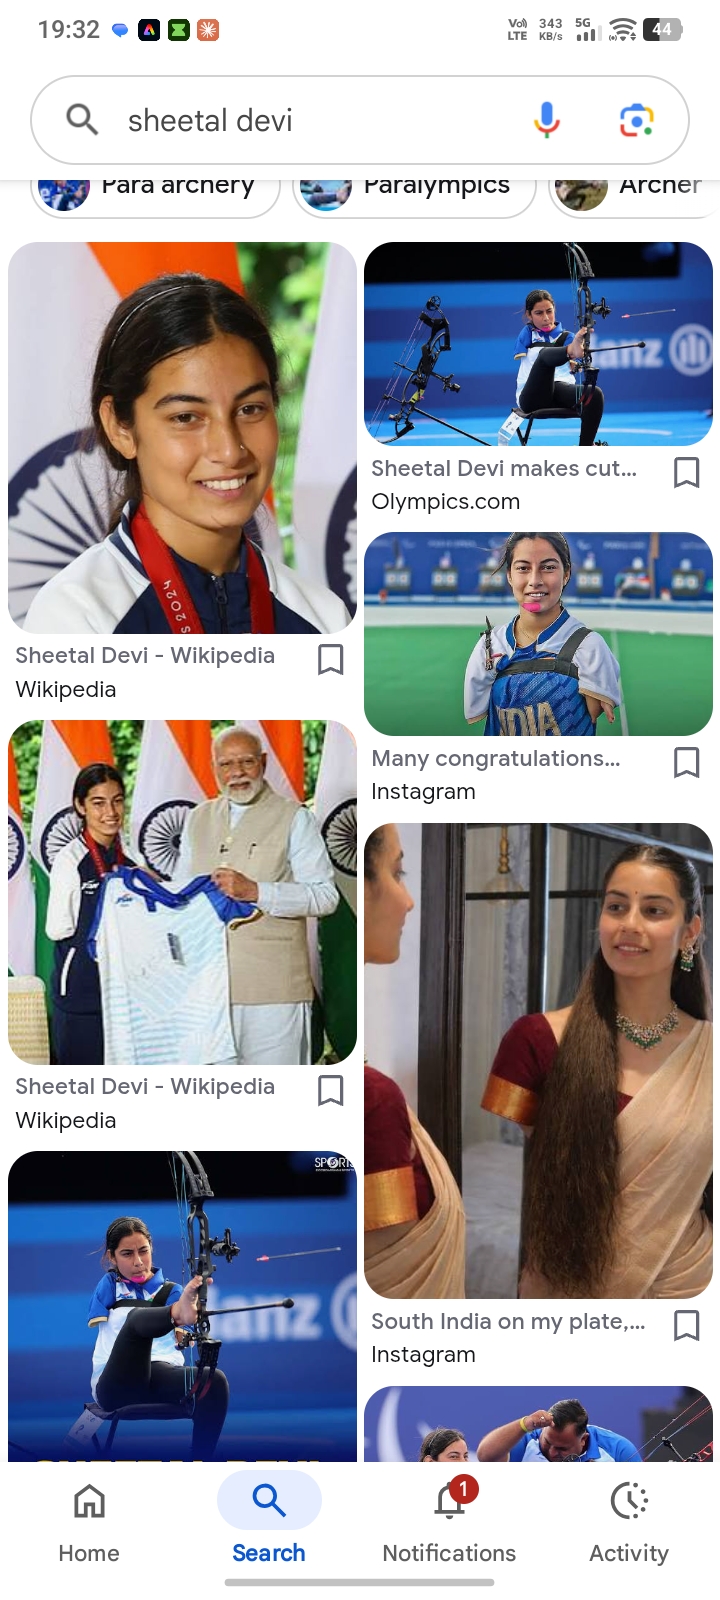 19:32
Vo) LTE
343 KB/s
5G
44
sheetal devi
Para archery
Paralympics
Archer
2024
Sheetal Devi - Wikipedia
Wikipedia
Sheetal Devi makes cut...
Olympics.com
Many congratulations...
Instagram
Sheetal Devi - Wikipedia
Wikipedia
SPORTS
South India on my plate,...
Instagram
Home
Search
1
Notifications
Activity